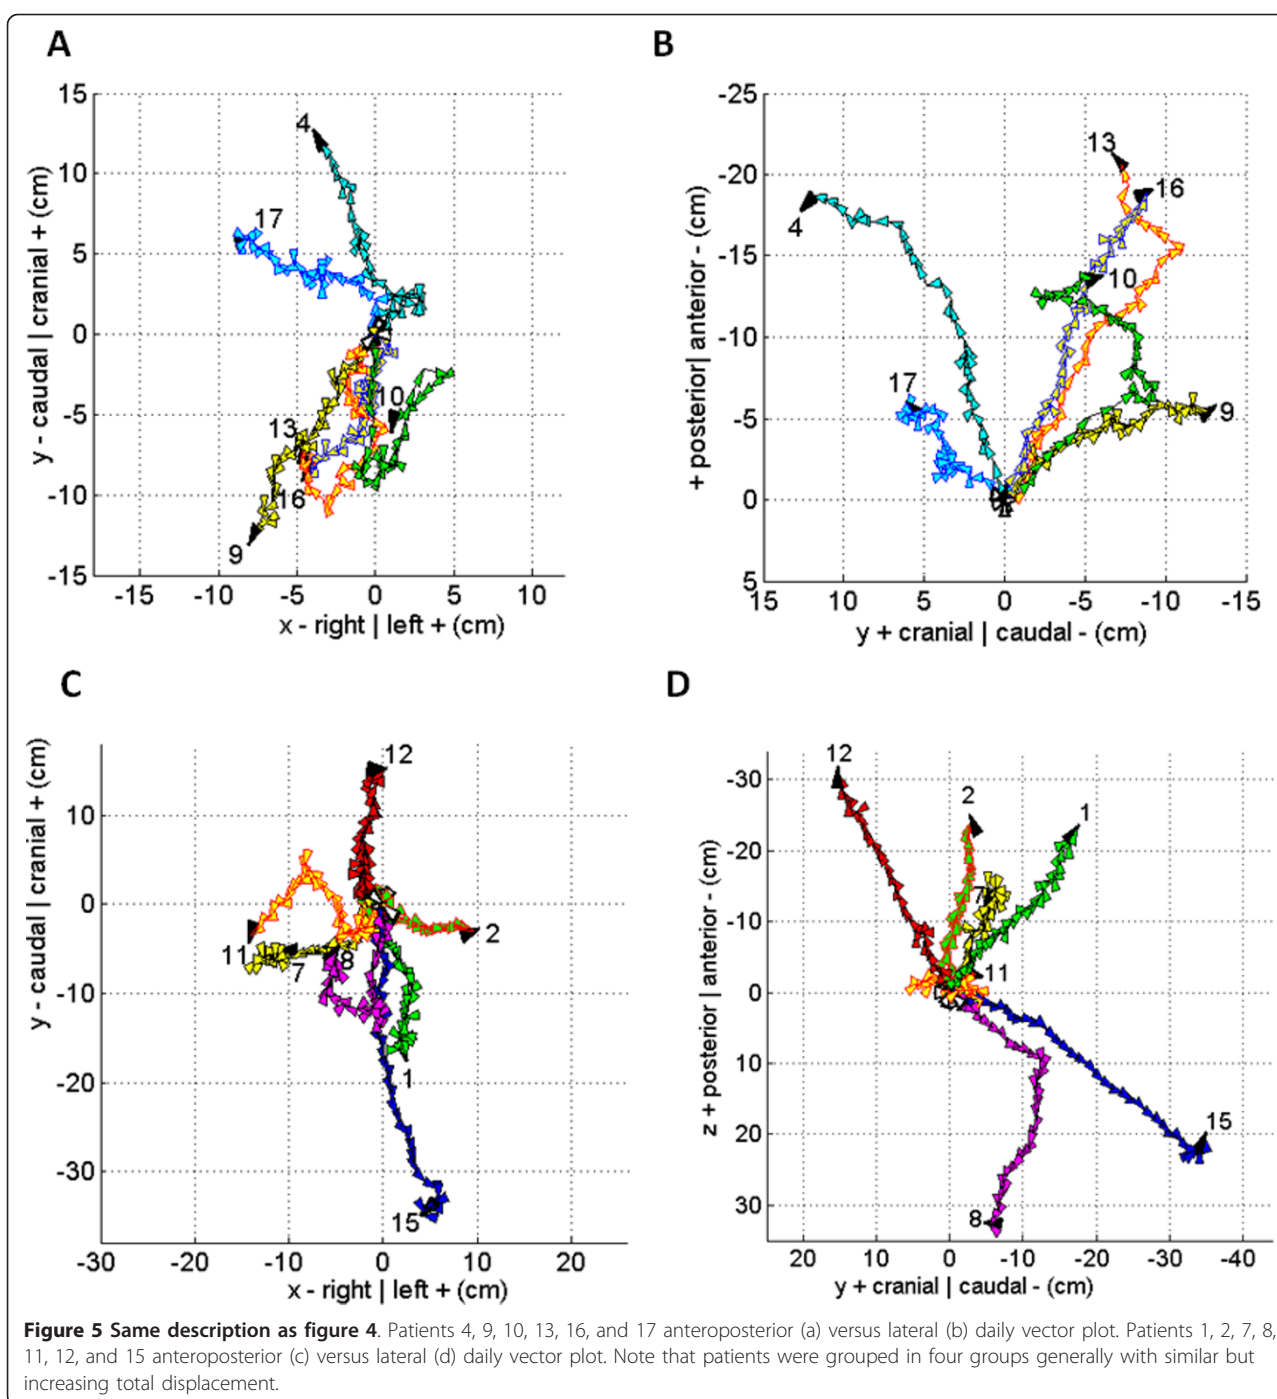 A
15
10
5
0
-5
-10
-15
y - caudal | cranial + (cm)
4
17
10
13
16
9
-15 -10 -5 0 5 10
x - right | left + (cm)
B
-25
-20
-15
-10
-5
0
5
+ posterior| anterior - (cm)
13
16
4
10
17
9
15 10 5 0 -5 -10 -15
y + cranial | caudal - (cm)
C
10
0
-10
-20
-30
y - caudal | cranial + (cm)
12
11
7
8
2
1
15
-30 -20 -10 0 10 20
x - right | left + (cm)
D
-30
-20
-10
0
10
20
30
z + posterior | anterior - (cm)
12
2
1
7
11
15
8
20 10 0 -10 -20 -30 -40
y + cranial | caudal - (cm)
Figure 5 Same description as figure 4. Patients 4, 9, 10, 13, 16, and 17 anteroposterior (a) versus lateral (b) daily vector plot. Patients 1, 2, 7, 8,
11, 12, and 15 anteroposterior (c) versus lateral (d) daily vector plot. Note that patients were grouped in four groups generally with similar but
increasing total displacement.